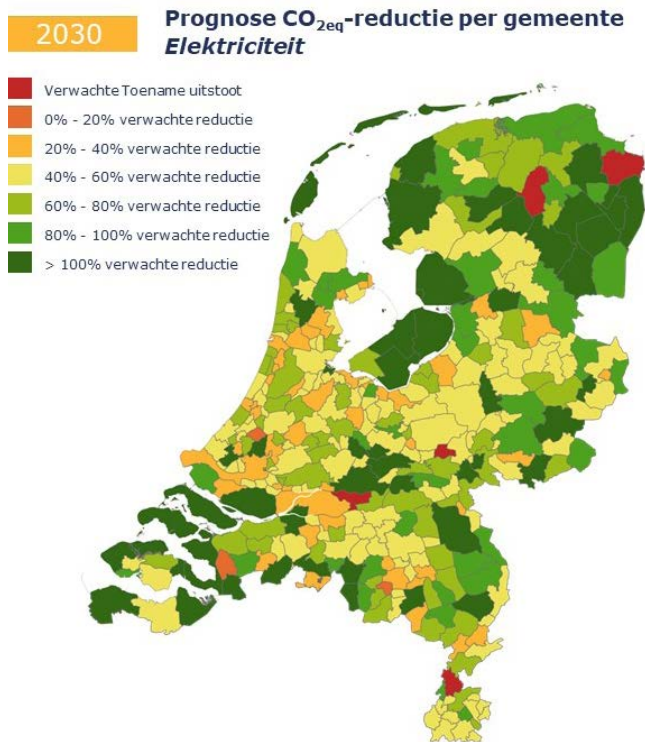 2030
Prognose CO2eq-reductie per gemeente
Elektriciteit
Verwachte Toename uitstoot
0% - 20% verwachte reductie
20% - 40% verwachte reductie
40% - 60% verwachte reductie
60% - 80% verwachte reductie
80% - 100% verwachte reductie
> 100% verwachte reductie